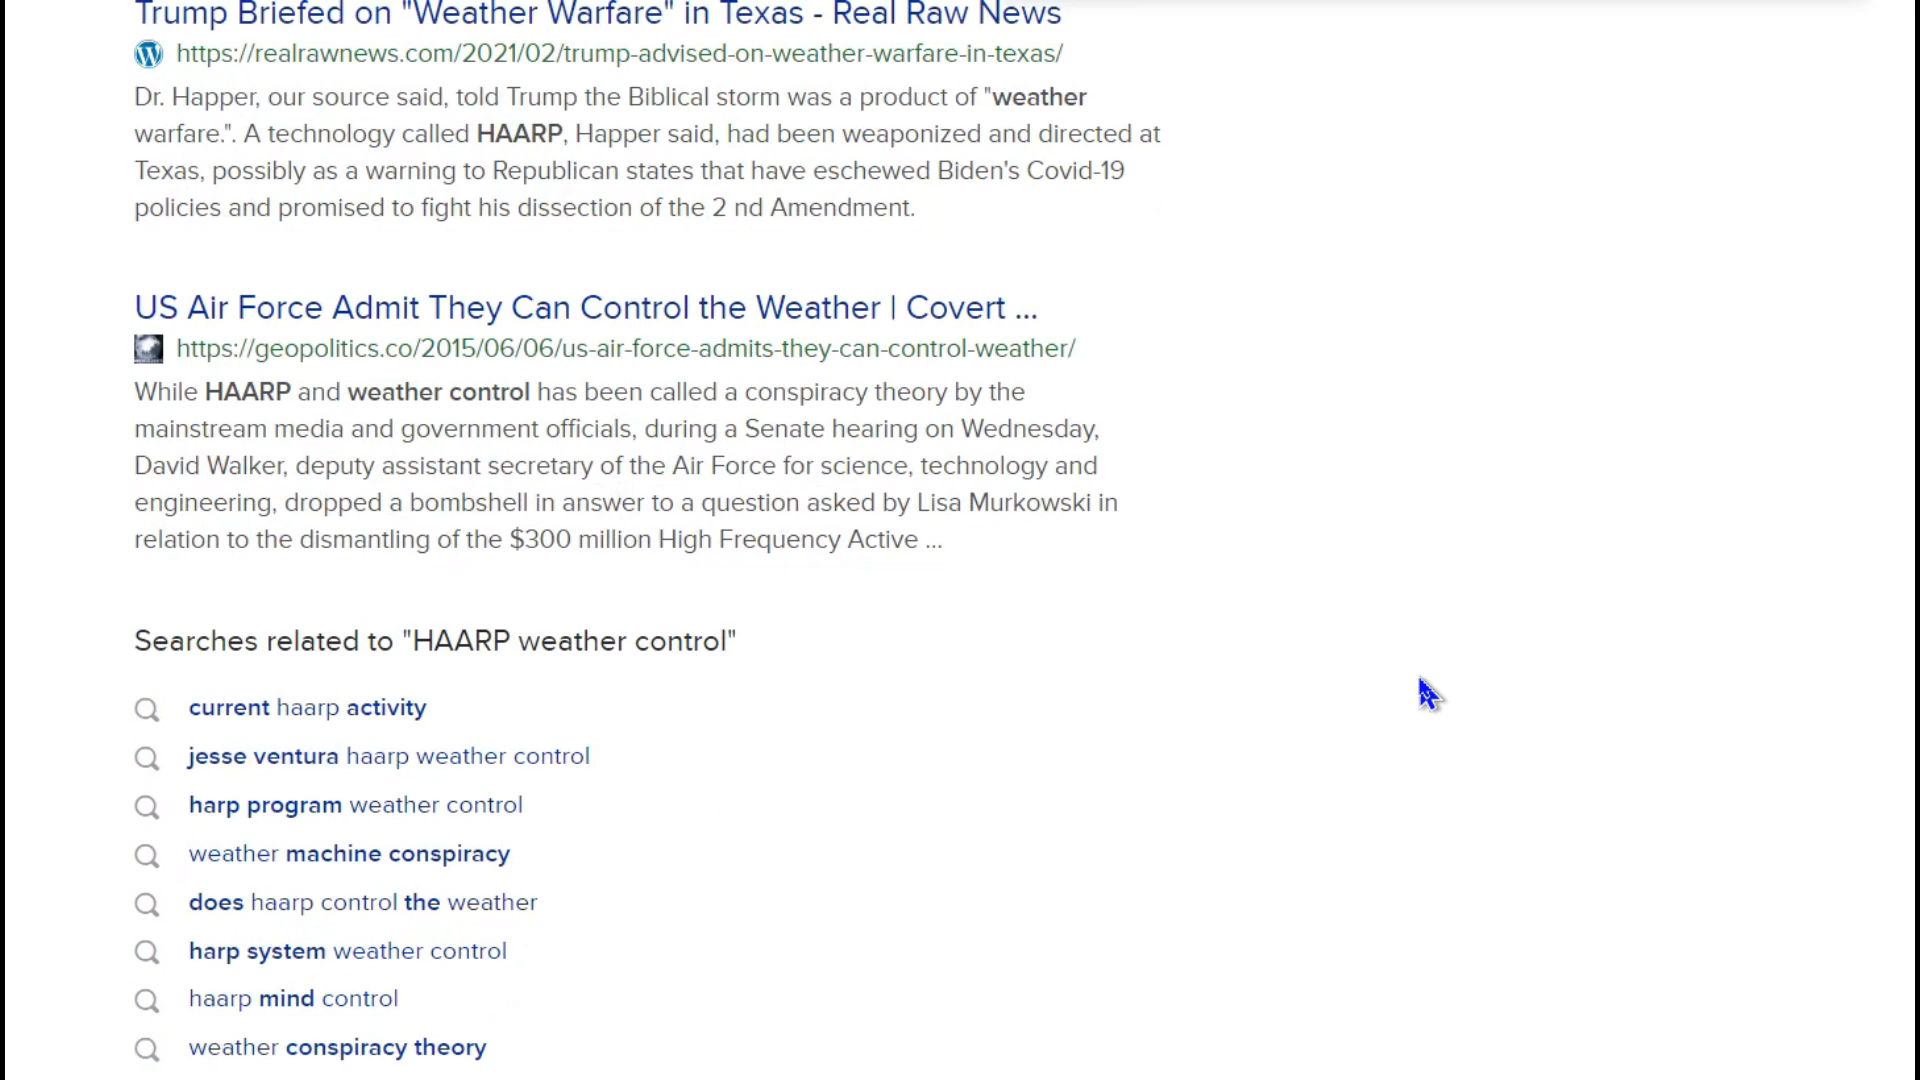 Trump Briefed on "Weather Warfare" in Texas - Real Raw News
https://realrawnews.com/2021/02/trump-advised-on-weather-warfare-in-texas/
Dr. Happer, our source said, told Trump the Biblical storm was a product of "weather
warfare.". A technology called HAARP, Happer said, had been weaponized and directed at
Texas, possibly as a warning to Republican states that have eschewed Biden's Covid-19
policies and promised to fight his dissection of the 2 nd Amendment.
US Air Force Admit They Can Control the Weather | Covert ...
https://geopolitics.co/2015/06/06/us-air-force-admits-they-can-control-weather/
While HAARP and weather control has been called a conspiracy theory by the
mainstream media and government officials, during a Senate hearing on Wednesday,
David Walker, deputy assistant secretary of the Air Force for science, technology and
engineering, dropped a bombshell in answer to a question asked by Lisa Murkowski in
relation to the dismantling of the $300 million High Frequency Active ...
Searches related to "HAARP weather control"
current haarp activity
jesse ventura haarp weather control
harp program weather control
weather machine conspiracy
does haarp control the weather
harp system weather control
haarp mind control
weather conspiracy theory